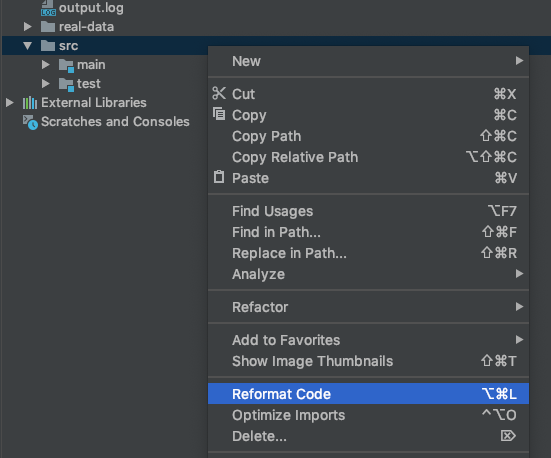 output.log
real-data
src
main
test
External Libraries
Scratches and Consoles
New
Cut ⌘X
Copy ⌘C
Copy Path ⇧⌘C
Copy Relative Path ⌥⇧⌘C
Paste ⌘V
Find Usages ⌥F7
Find in Path... ⇧⌘F
Replace in Path... ⇧⌘R
Analyze
Refactor
Add to Favorites
Show Image Thumbnails ⇧⌘T
Reformat Code ⌥⌘L
Optimize Imports ^⌥O
Delete... ⌦